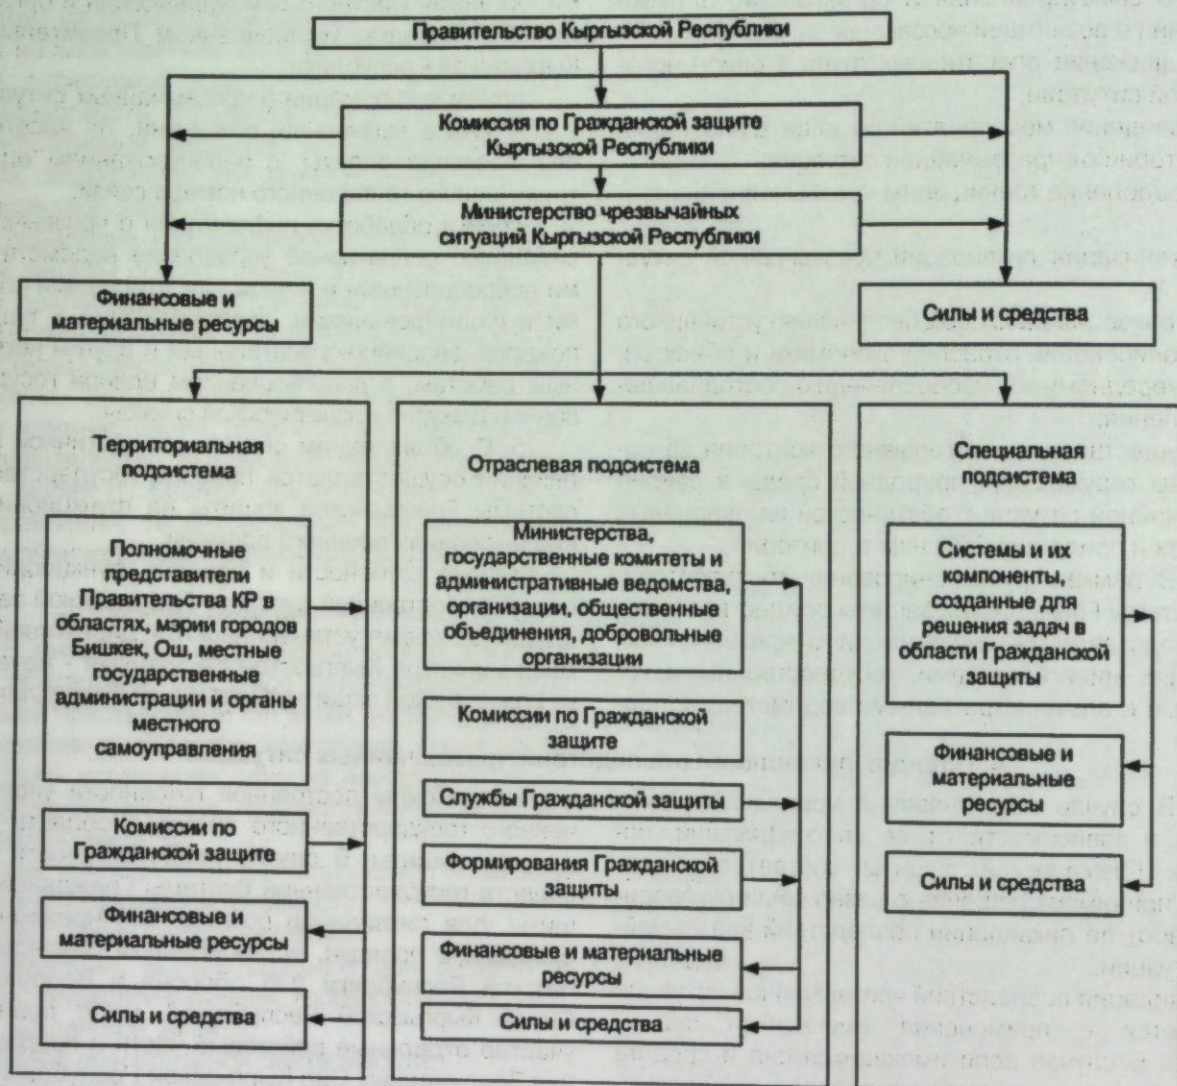 Правительство Кыргызской Республики
Комиссия по Гражданской защите
Кыргызской Республики
Министерство чрезвычайных
ситуаций Кыргызской Республики
Финансовые и
материальные ресурсы
Силы и средства
Территориальная
подсистема
Полномочные
представители
Правительства КР в
областях, мэрии городов
Бишкек, Ош, местные
государственные
администрации и органы
местного
самоуправления
Комиссии по
Гражданской защите
Финансовые и
материальные ресурсы
Силы и средства
Отраслевая подсистема
Министерства,
государственные комитеты и
административные ведомства,
организации, общественные
объединения, добровольные
организации
Комиссии по Гражданской
защите
Службы Гражданской защиты
Формирования Гражданской
защиты
Финансовые и материальные
ресурсы
Силы и средства
Специальная
подсистема
Системы и их
компоненты,
созданные для
решения задач в
области Гражданской
защиты
Финансовые и
материальные
ресурсы
Силы и средства